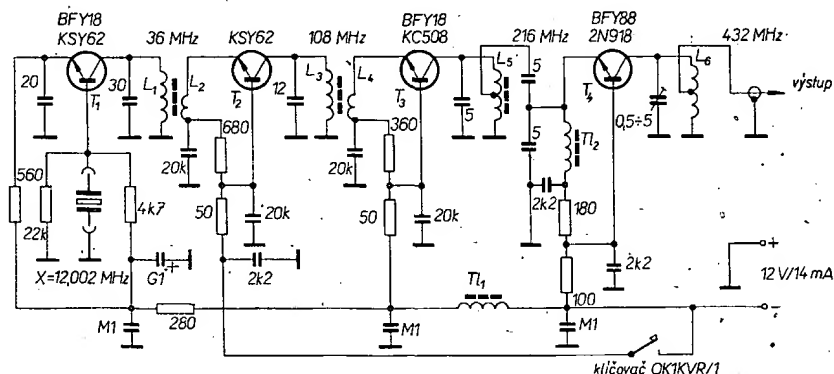 BFY18
KSY62
36 MHz
KSY62
108 MHz
BFY18
KC508
216 MHz
BFY88
2N918
432 MHz
20
T1
30
L1
L2
T2
12
L3
L4
T3
5
L5
5
5
T4
Tl2
L6
0,5÷5
výstup
680
20k
360
20k
560
22k
4k7
50
20k
50
20k
2k2
180
2k2
X=12,002 MHz
G1
+
2k2
100
+
12 V/14 mA
–
M1
280
M1
Tl1
M1
klíčovač OK1KVR/1